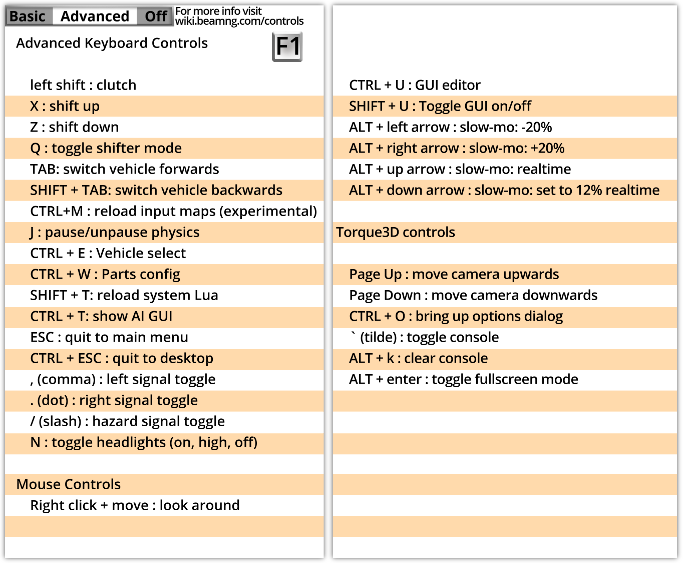 Basic Advanced Off For more info visit
wiki.beamng.com/controls
Advanced Keyboard Controls F1
left shift : clutch
X : shift up
Z : shift down
Q : toggle shifter mode
TAB: switch vehicle forwards
SHIFT + TAB: switch vehicle backwards
CTRL+M : reload input maps (experimental)
J : pause/unpause physics
CTRL + E : Vehicle select
CTRL + W : Parts config
SHIFT + T: reload system Lua
CTRL + T: show AI GUI
ESC : quit to main menu
CTRL + ESC : quit to desktop
, (comma) : left signal toggle
. (dot) : right signal toggle
/ (slash) : hazard signal toggle
N : toggle headlights (on, high, off)
Mouse Controls
Right click + move : look around
CTRL + U : GUI editor
SHIFT + U : Toggle GUI on/off
ALT + left arrow : slow-mo: -20%
ALT + right arrow : slow-mo: +20%
ALT + up arrow : slow-mo: realtime
ALT + down arrow : slow-mo: set to 12% realtime
Torque3D controls
Page Up : move camera upwards
Page Down : move camera downwards
CTRL + O : bring up options dialog
` (tilde) : toggle console
ALT + k : clear console
ALT + enter : toggle fullscreen mode